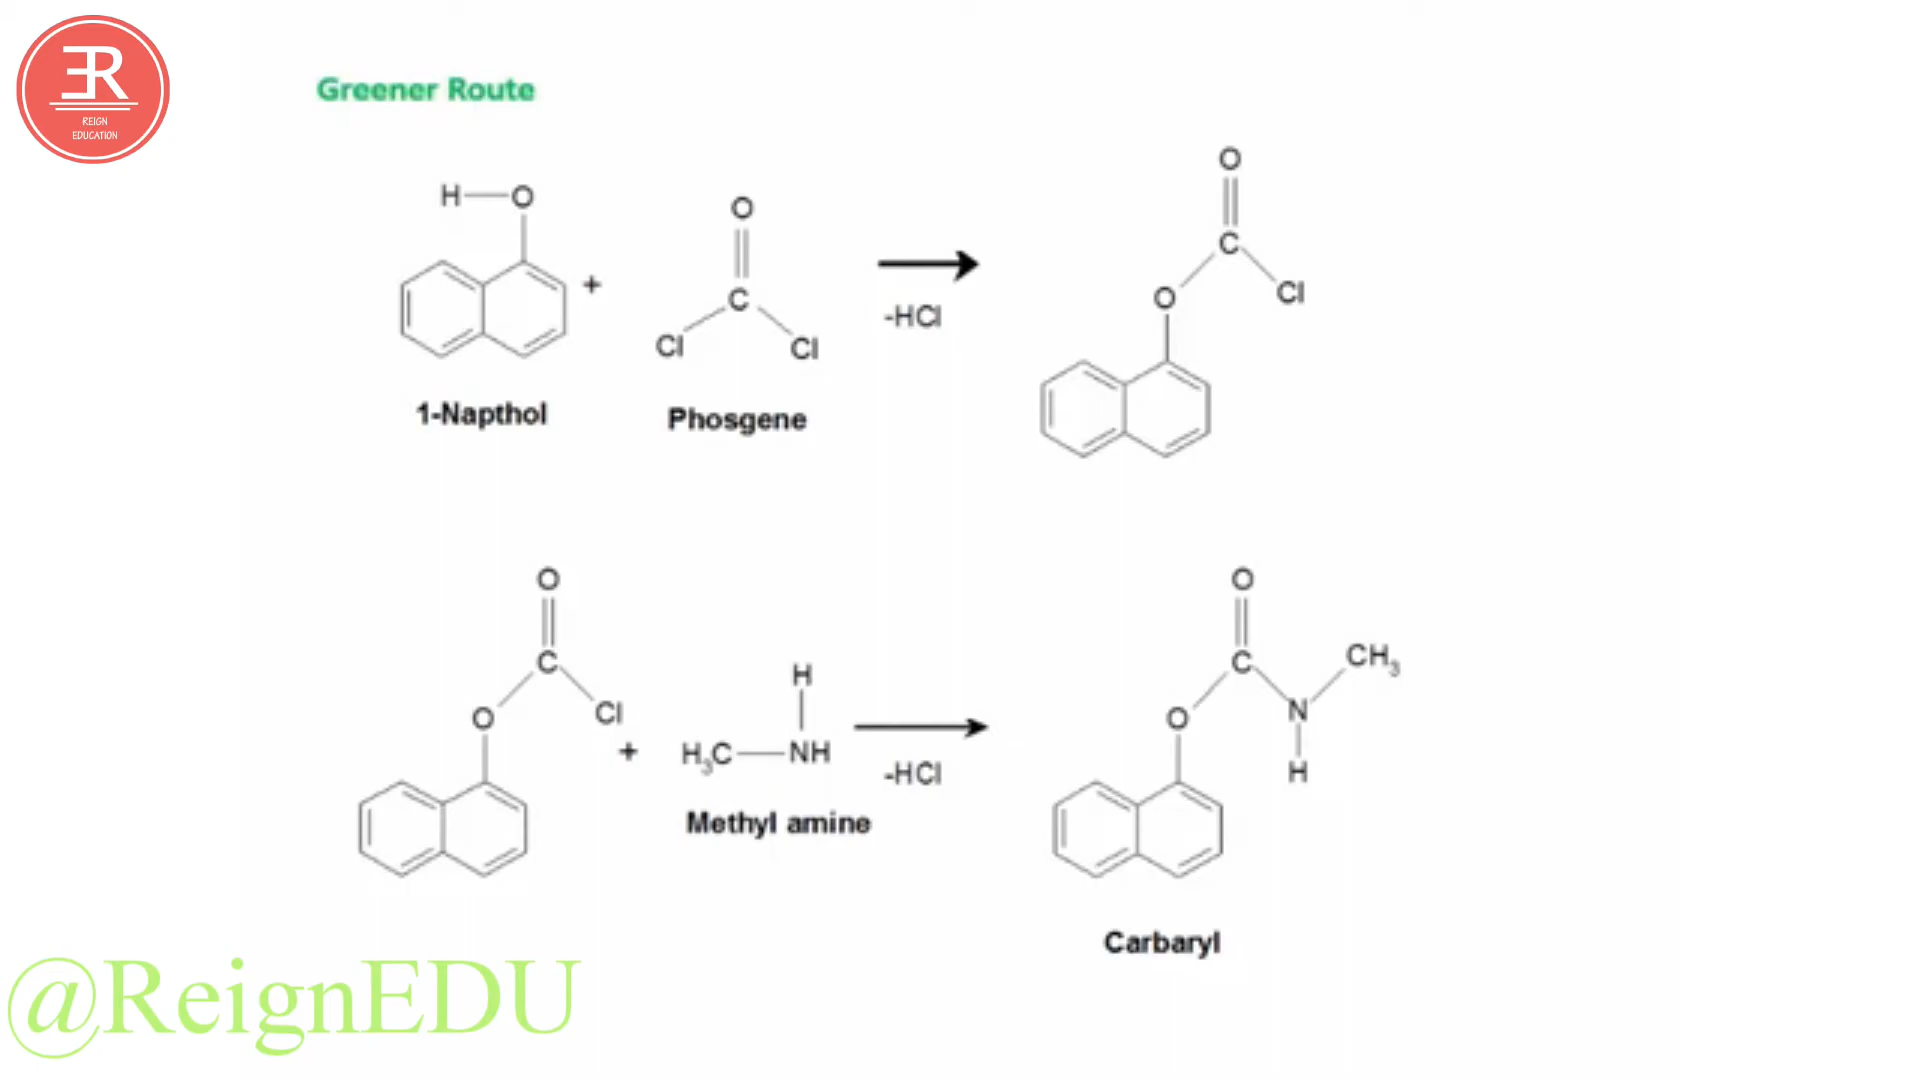 ER
REIGN
EDUCATION
Greener Route
H O
+
O
C
Cl Cl
-HCl
O
C
O Cl
1-Napthol
Phosgene
O
C
O Cl
+
H
H₃C NH
-HCl
O
C
O N CH₃
H
Methyl amine
Carbaryl
@ReignEDU